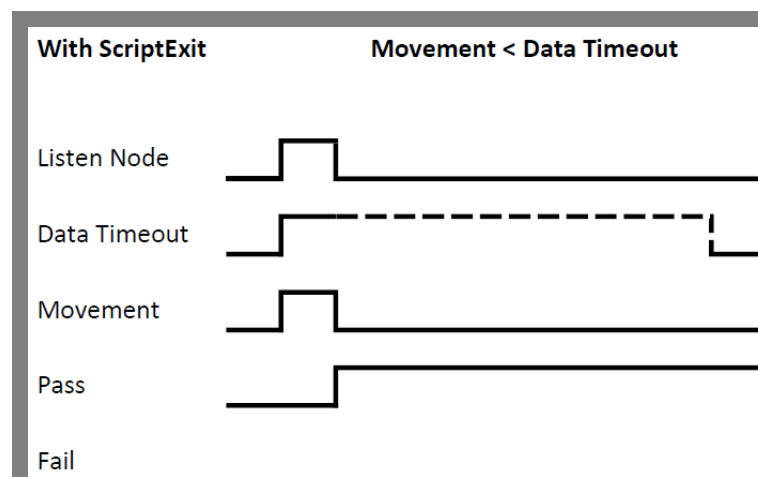 With ScriptExit Movement < Data Timeout
Listen Node
Data Timeout
Movement
Pass
Fail